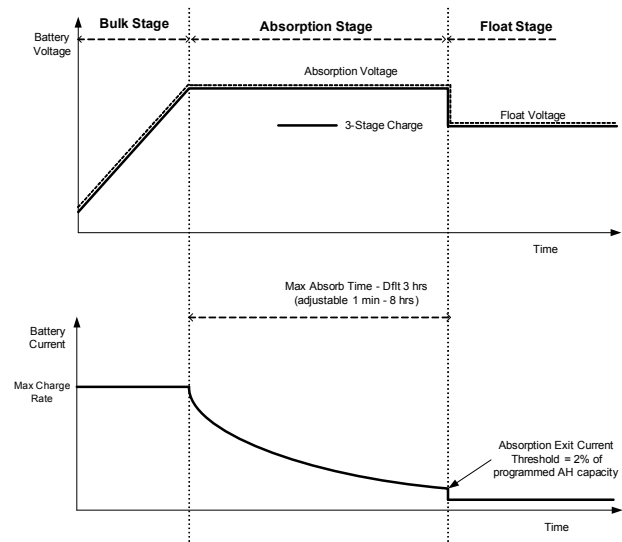 Bulk Stage
Absorption Stage
Float Stage
Battery
Voltage
Absorption Voltage
Float Voltage
3-Stage Charge
Time
Max Absorb Time - Dflt 3 hrs
(adjustable 1 min - 8 hrs)
Battery
Current
Max Charge
Rate
Absorption Exit Current
Threshold = 2% of
programmed AH capacity
Time